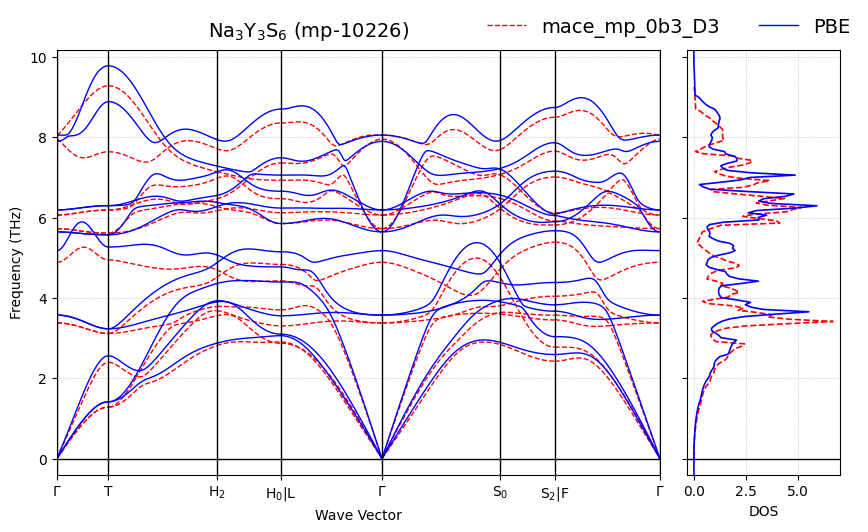 Na₃Y₃S₆ (mp-10226)
mace_mp_0b3_D3
PBE
Frequency (THz)
10
8
6
4
2
0
Γ
T
H₂
H₀|L
Γ
S₀
S₂|F
Γ
Wave Vector
0.0
2.5
5.0
DOS